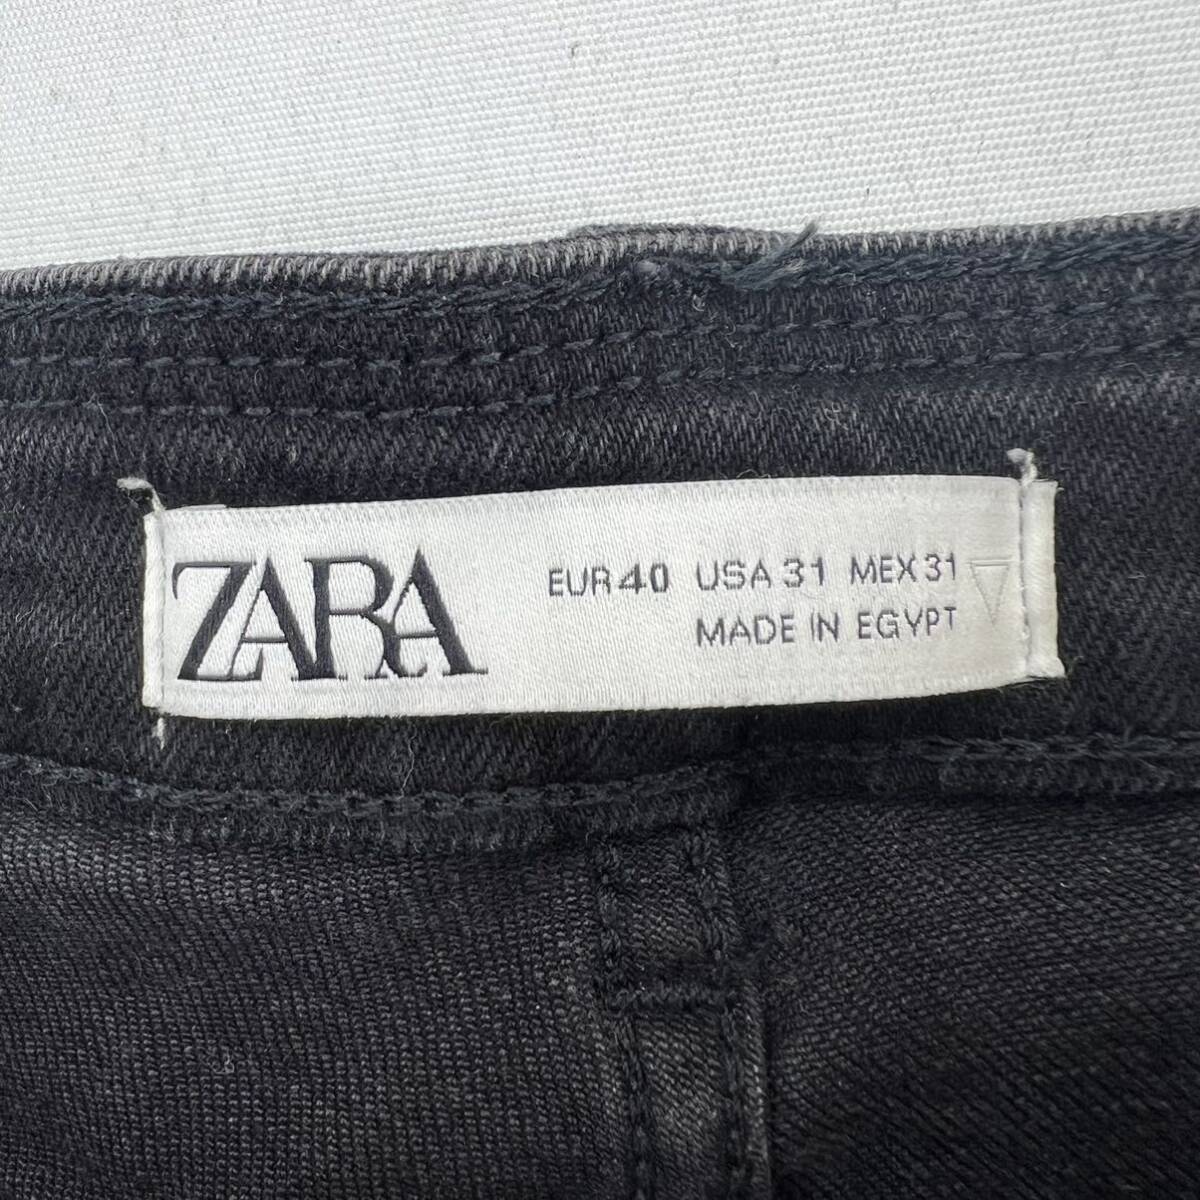 ZARA
EUR 40 USA 31 MEX 31
MADE IN EGYPT